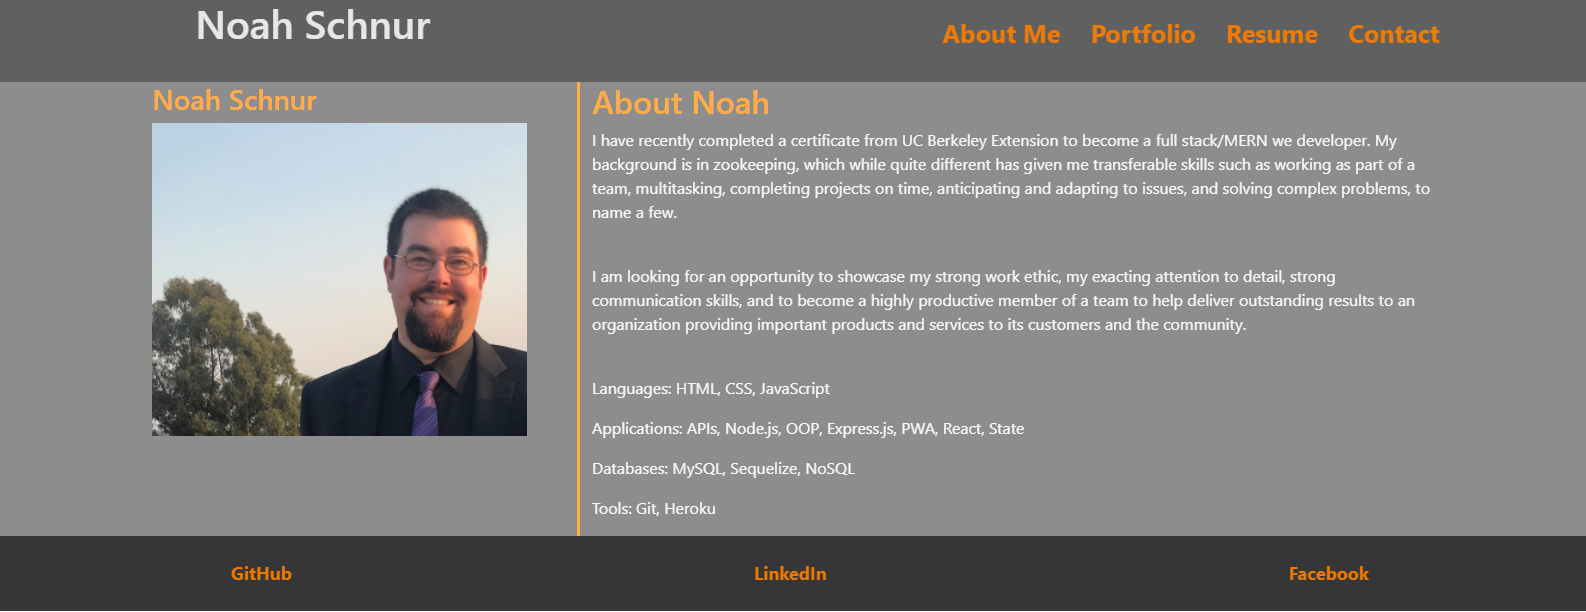 Noah Schnur
About Me Portfolio Resume Contact
Noah Schnur
About Noah
I have recently completed a certificate from UC Berkeley Extension to become a full stack/MERN we developer. My
background is in zookeeping, which while quite different has given me transferable skills such as working as part of a
team, multitasking, completing projects on time, anticipating and adapting to issues, and solving complex problems, to
name a few.
I am looking for an opportunity to showcase my strong work ethic, my exacting attention to detail, strong
communication skills, and to become a highly productive member of a team to help deliver outstanding results to an
organization providing important products and services to its customers and the community.
Languages: HTML, CSS, JavaScript
Applications: APIs, Node.js, OOP, Express.js, PWA, React, State
Databases: MySQL, Sequelize, NoSQL
Tools: Git, Heroku
GitHub LinkedIn Facebook